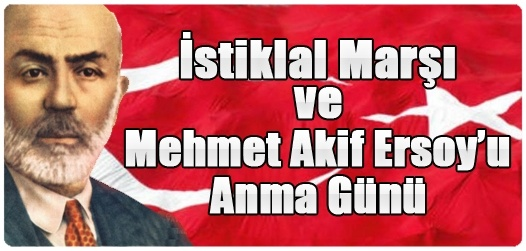 İstiklal Marşı
ve
Mehmet Akif Ersoy'u
Anma Günü